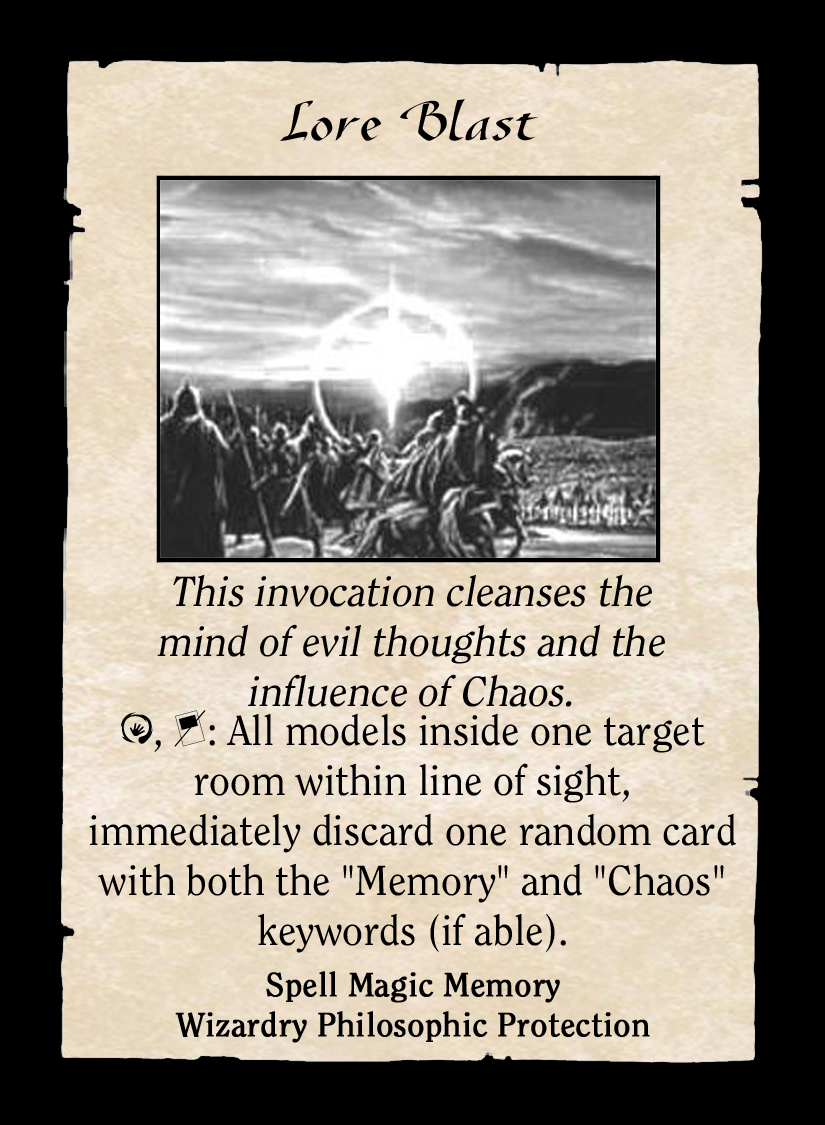 Lore Blast
This invocation cleanses the
mind of evil thoughts and the
influence of Chaos.
, : All models inside one target
room within line of sight,
immediately discard one random card
with both the "Memory" and "Chaos"
keywords (if able).
Spell Magic Memory
Wizardry Philosophic Protection